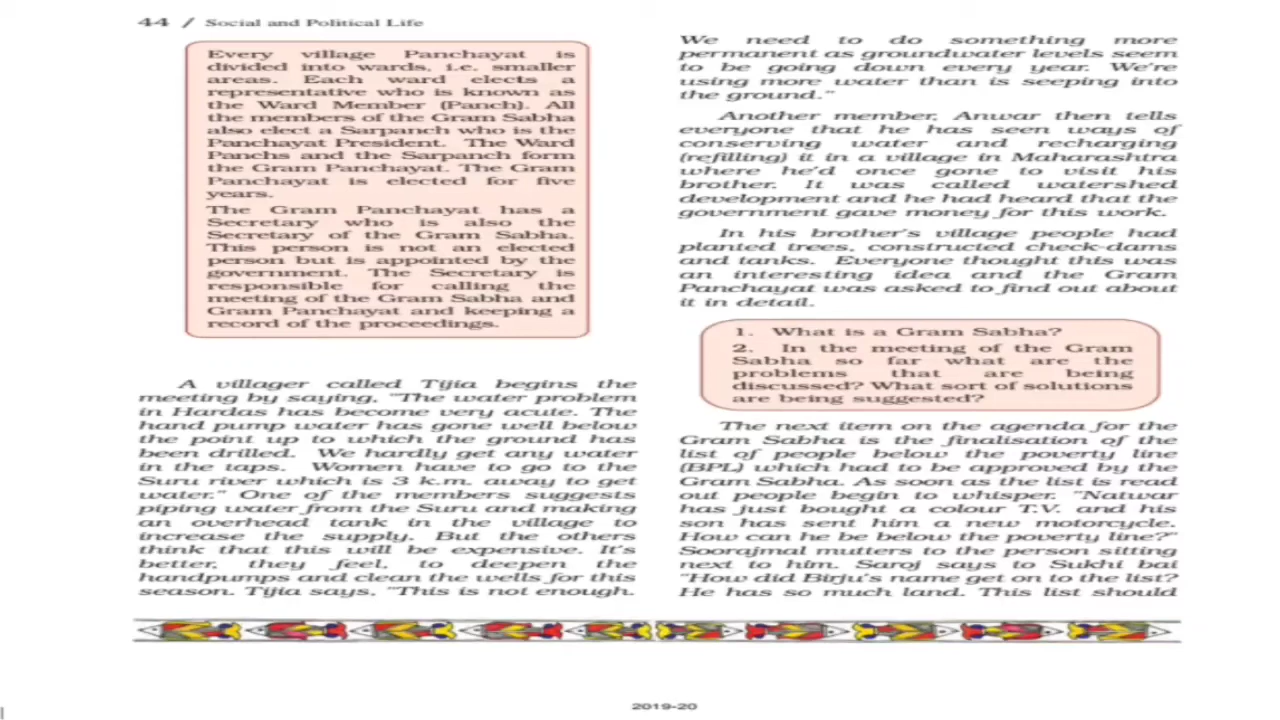 44 / Social and Political Life
Every village Panchayat is
divided into wards, i.e. smaller
areas. Each ward elects a
representative who is known as
the Ward Member (Panch). All
the members of the Gram Sabha
also elect a Sarpanch who is the
Panchayat President. The Ward
Panchs and the Sarpanch form
the Gram Panchayat. The Gram
Panchayat is elected for five
years.
The Gram Panchayat has a
Secretary who is also the
Secretary of the Gram Sabha.
This person is not an elected
person but is appointed by the
government. The Secretary is
responsible for calling the
meeting of the Gram Sabha and
Gram Panchayat and keeping a
record of the proceedings.
A villager called Tijia begins the
meeting by saying, "The water problem
in Hardas has become very acute. The
hand pump water has gone well below
the point up to which the ground has
been drilled. We hardly get any water
in the taps. Women have to go to the
Suru river which is 3 k.m. away to get
water." One of the members suggests
piping water from the Suru and making
an overhead tank in the village to
increase the supply. But the others
think that this will be expensive. It's
better, they feel, to deepen the
handpumps and clean the wells for this
season. Tijia says, "This is not enough.
We need to do something more
permanent as groundwater levels seem
to be going down every year. We're
using more water than is seeping into
the ground."
Another member, Anwar then tells
everyone that he has seen ways of
conserving water and recharging
(refilling) it in a village in Maharashtra
where he'd once gone to visit his
brother. It was called watershed
development and he had heard that the
government gave money for this work.
In his brother's village people had
planted trees, constructed check-dams
and tanks. Everyone thought this was
an interesting idea and the Gram
Panchayat was asked to find out about
it in detail.
1. What is a Gram Sabha?
2. In the meeting of the Gram
Sabha so far what are the
problems that are being
discussed? What sort of solutions
are being suggested?
The next item on the agenda for the
Gram Sabha is the finalisation of the
list of people below the poverty line
(BPL) which had to be approved by the
Gram Sabha. As soon as the list is read
out people begin to whisper. "Natwar
has just bought a colour T.V. and his
son has sent him a new motorcycle.
How can he be below the poverty line?"
Soorajmal mutters to the person sitting
next to him. Saroj says to Sukhi bai
"How did Birju's name get on to the list?
He has so much land. This list should
2019-20